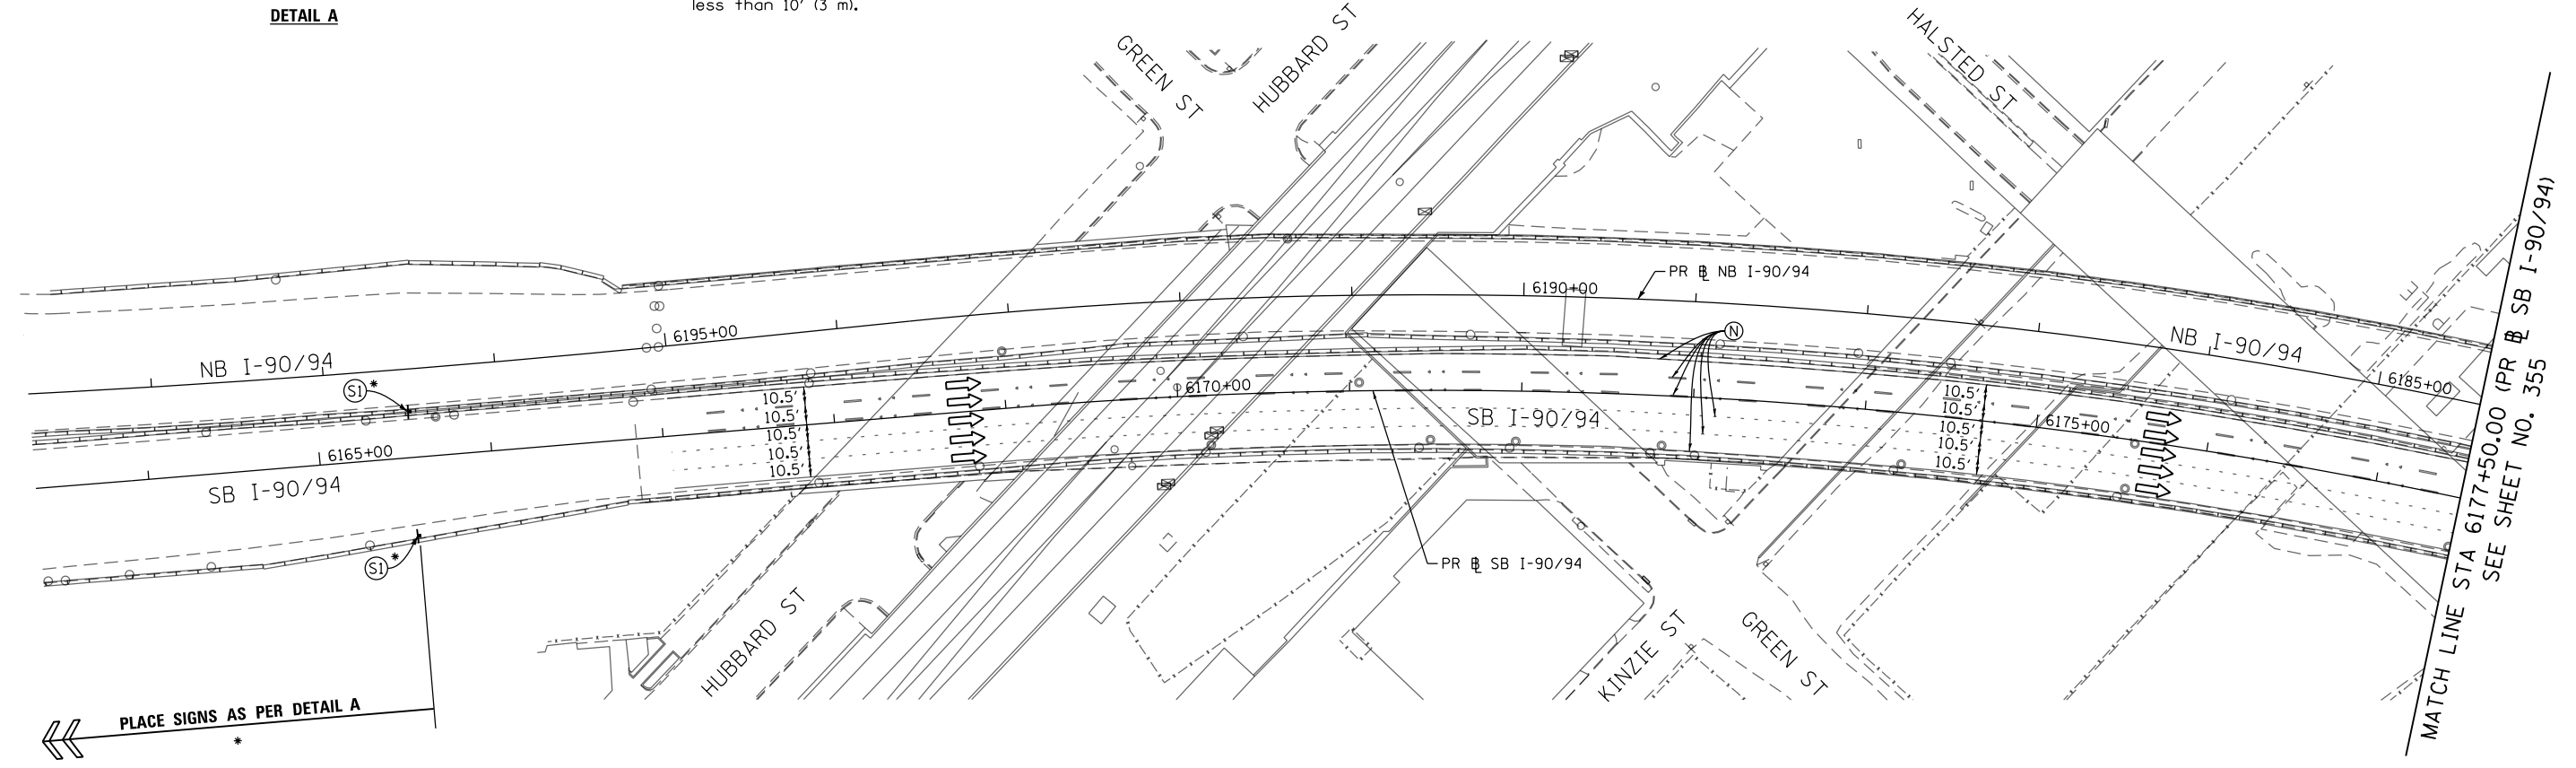 DETAIL A
less than 10' (3 m).
GREEN ST
HUBBARD ST
HALSTED ST
PR ℄ NB I-90/94
6190+00
6195+00
N
NB I-90/94
NB I-90/94
S1 *
6170+00
6185+00
10.5'
10.5'
10.5'
10.5'
10.5'
10.5'
10.5'
10.5'
10.5'
10.5'
SB I-90/94
6175+00
6165+00
SB I-90/94
S1 *
PR ℄ SB I-90/94
HUBBARD ST
KINZIE ST
GREEN ST
PLACE SIGNS AS PER DETAIL A
*
MATCH LINE STA 6177+50.00 (PR ℄ SB I-90/94)
SEE SHEET NO. 355